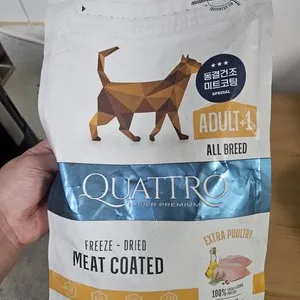 동결건조
미트코팅
SPECIAL
ADULT+1
ALL BREED
QUATTRO
SUPER PREMIUM
EXTRA POULTRY
FREEZE - DRIED
MEAT COATED
100%